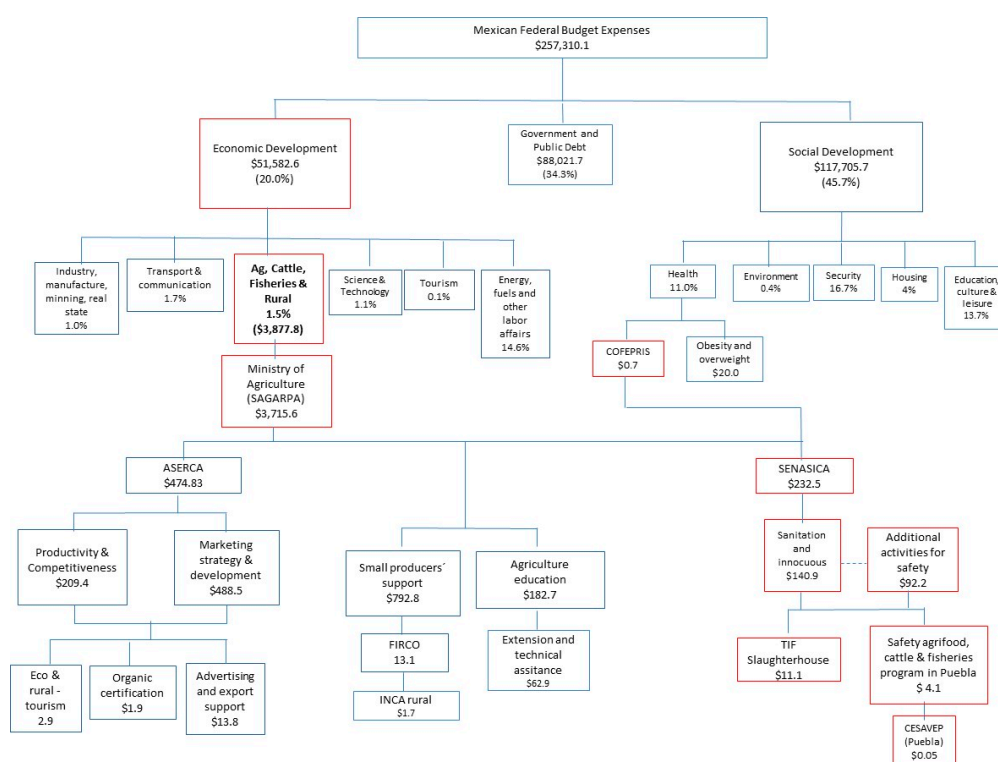 Mexican Federal Budget Expenses
$257,310.1
Economic Development
$51,582.6
(20.0%)
Government and
Public Debt
$88,021.7
(34.3%)
Social Development
$117,705.7
(45.7%)
Industry,
manufacture,
minning, real
state
1.0%
Transport &
communication
1.7%
Ag, Cattle,
Fisheries &
Rural
1.5%
($3,877.8)
Science &
Technology
1.1%
Tourism
0.1%
Energy,
fuels and
other
labor
affairs
14.6%
Health
11.0%
Environment
0.4%
Security
16.7%
Housing
4%
Education,
culture &
leisure
13.7%
Ministry of
Agriculture
(SAGARPA)
$3,715.6
COFEPRIS
$0.7
Obesity and
overweight
$20.0
ASERCA
$474.83
SENASICA
$232.5
Productivity &
Competitiveness
$209.4
Marketing
strategy &
development
$488.5
Small producers´
support
$792.8
Agriculture
education
$182.7
Sanitation
and
innocuous
$140.9
Additional
activities for
safety
$92.2
Eco &
rural -
tourism
2.9
Organic
certification
$1.9
Advertising
and export
support
$13.8
FIRCO
13.1
INCA rural
$1.7
Extension and
technical
assitance
$62.9
TIF
Slaughterhouse
$11.1
Safety agrifood,
cattle & fisheries
program in Puebla
$ 4.1
CESAVEP
(Puebla)
$0.05